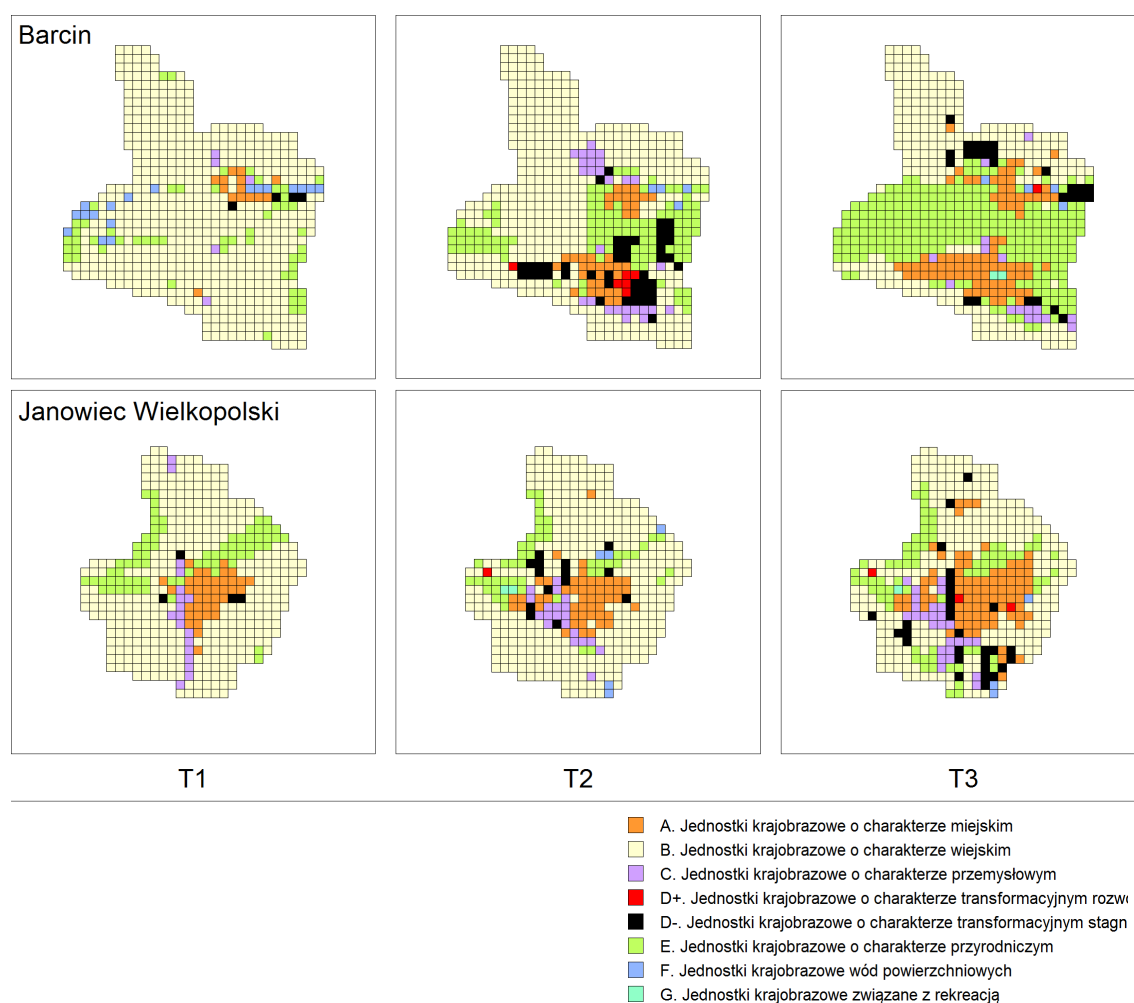 Barcin
Janowiec Wielkopolski
T1 T2 T3
A. Jednostki krajobrazowe o charakterze miejskim
B. Jednostki krajobrazowe o charakterze wiejskim
C. Jednostki krajobrazowe o charakterze przemysłowym
D+. Jednostki krajobrazowe o charakterze transformacyjnym
D-. Jednostki krajobrazowe o charakterze transformacyjnym stagn
E. Jednostki krajobrazowe o charakterze przyrodniczym
F. Jednostki krajobrazowe wód powierzchniowych
G. Jednostki krajobrazowe związane z rekreacją